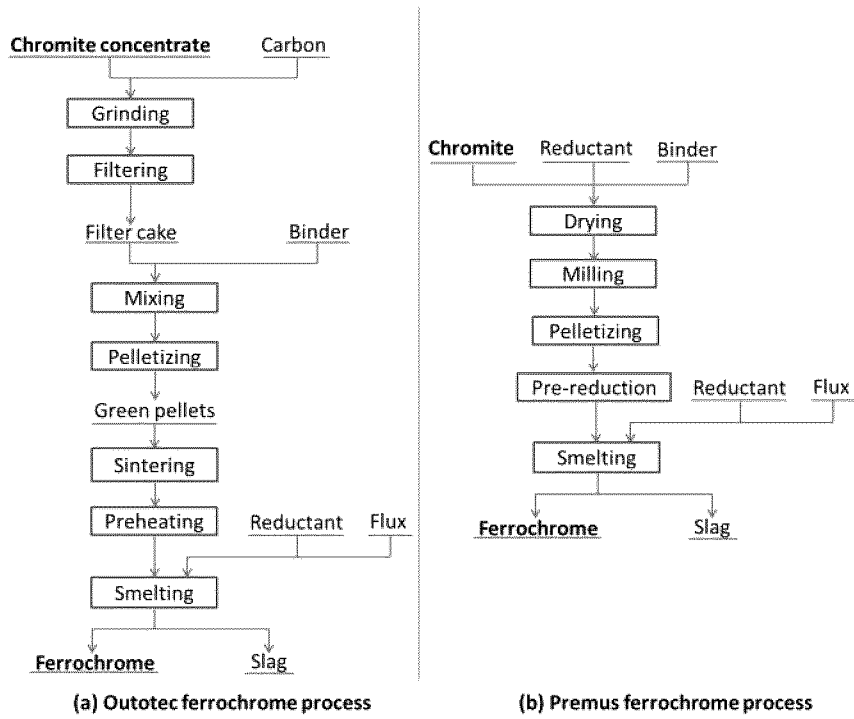 Chromite concentrate
Carbon
Grinding
Filtering
Filter cake
Binder
Mixing
Pelletizing
Green pellets
Sintering
Preheating
Reductant
Flux
Smelting
Ferrochrome
Slag
(a) Outotec ferrochrome process
Chromite
Reductant
Binder
Drying
Milling
Pelletizing
Pre-reduction
Reductant
Flux
Smelting
Ferrochrome
Slag
(b) Premus ferrochrome process